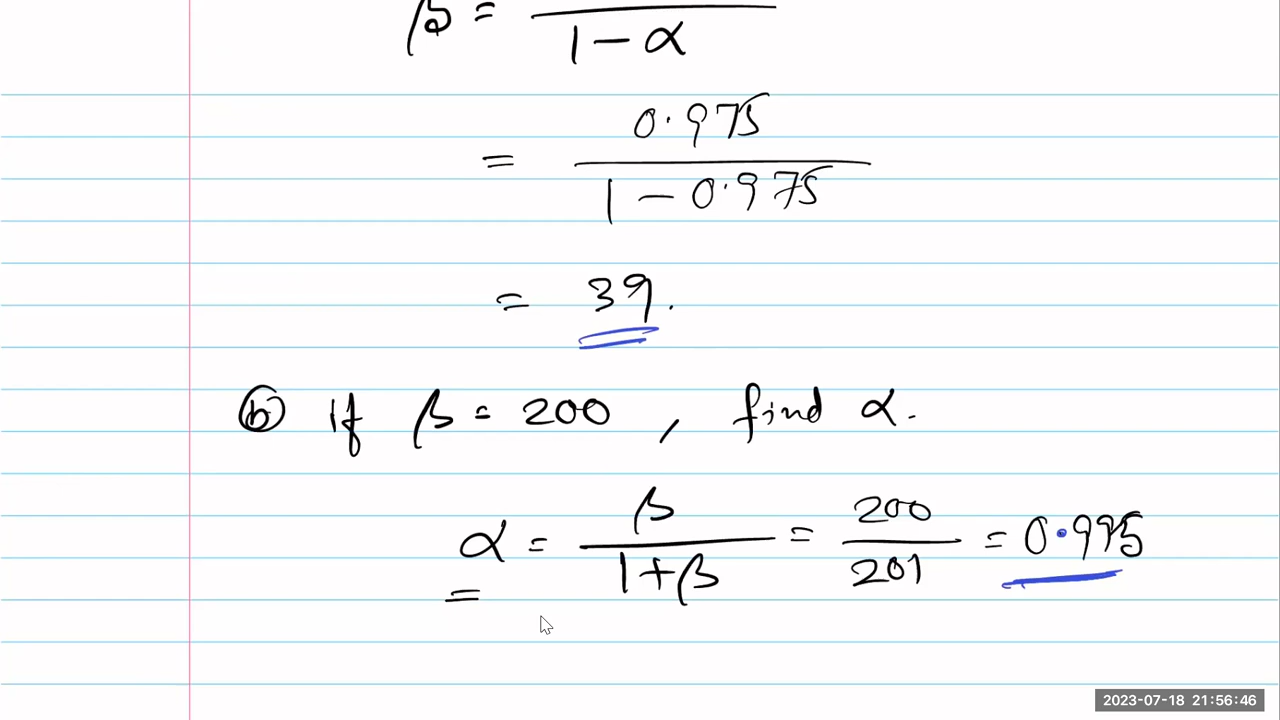 β = ———
1 - α
= 0.975 / 1 - 0.975
= 39.
(b) If β = 200 , find α.
α = β / 1+β = 200 / 201 = 0.995
=
2023-07-18 21:56:46